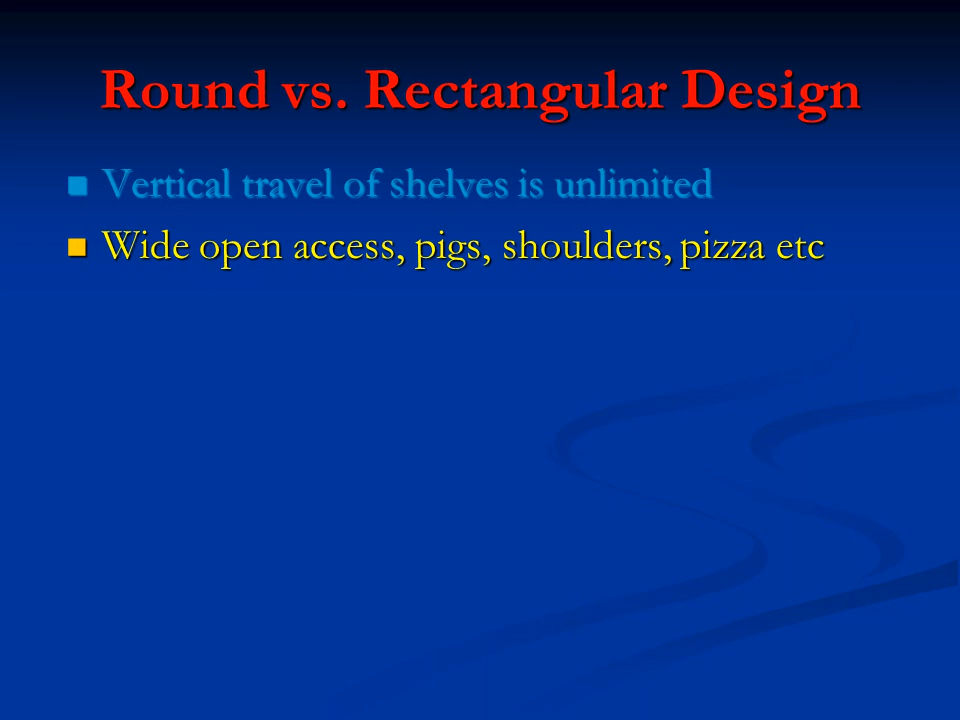 Round vs. Rectangular Design
Vertical travel of shelves is unlimited
Wide open access, pigs, shoulders, pizza etc